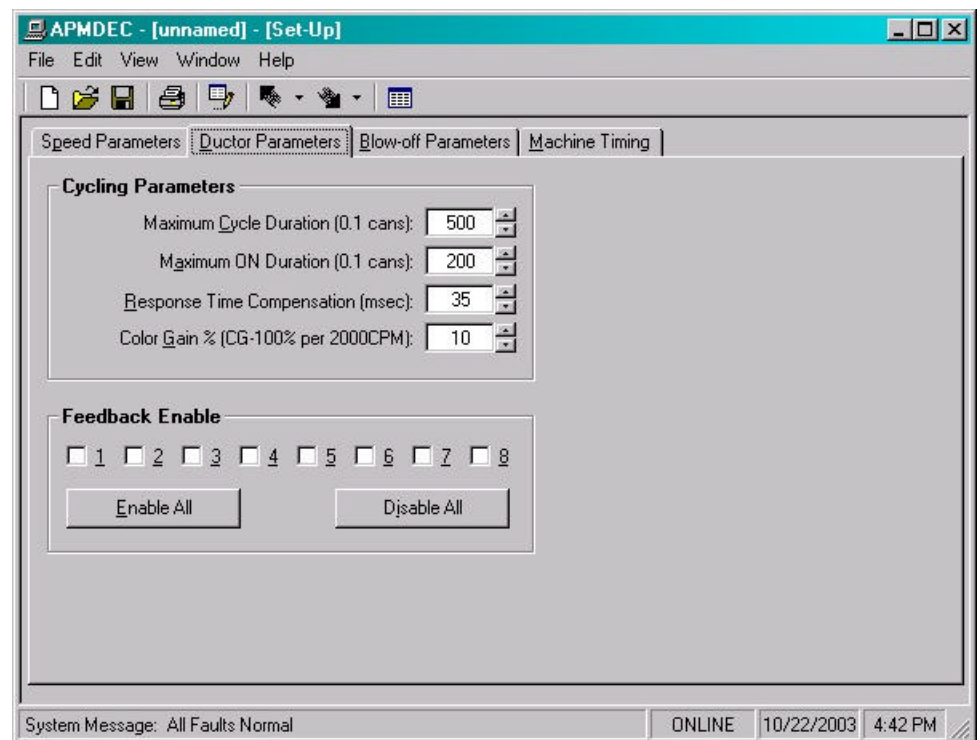 APMDEC - [unnamed] - [Set-Up]
File Edit View Window Help
Speed Parameters Ductor Parameters Blow-off Parameters Machine Timing
Cycling Parameters
Maximum Cycle Duration (0.1 cans): 500
Maximum ON Duration (0.1 cans): 200
Response Time Compensation (msec): 35
Color Gain % (CG-100% per 2000CPM): 10
Feedback Enable
1 2 3 4 5 6 7 8
Enable All Disable All
System Message: All Faults Normal ONLINE 10/22/2003 4:42 PM